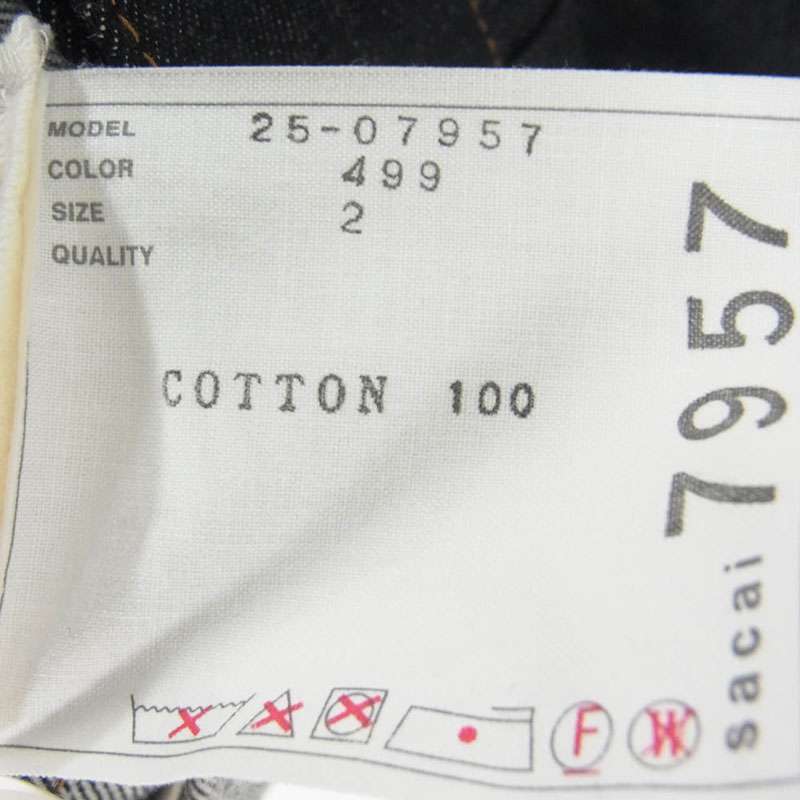 MODEL 25-07957
COLOR 499
SIZE 2
QUALITY
COTTON 100
F
W
sacai 7957